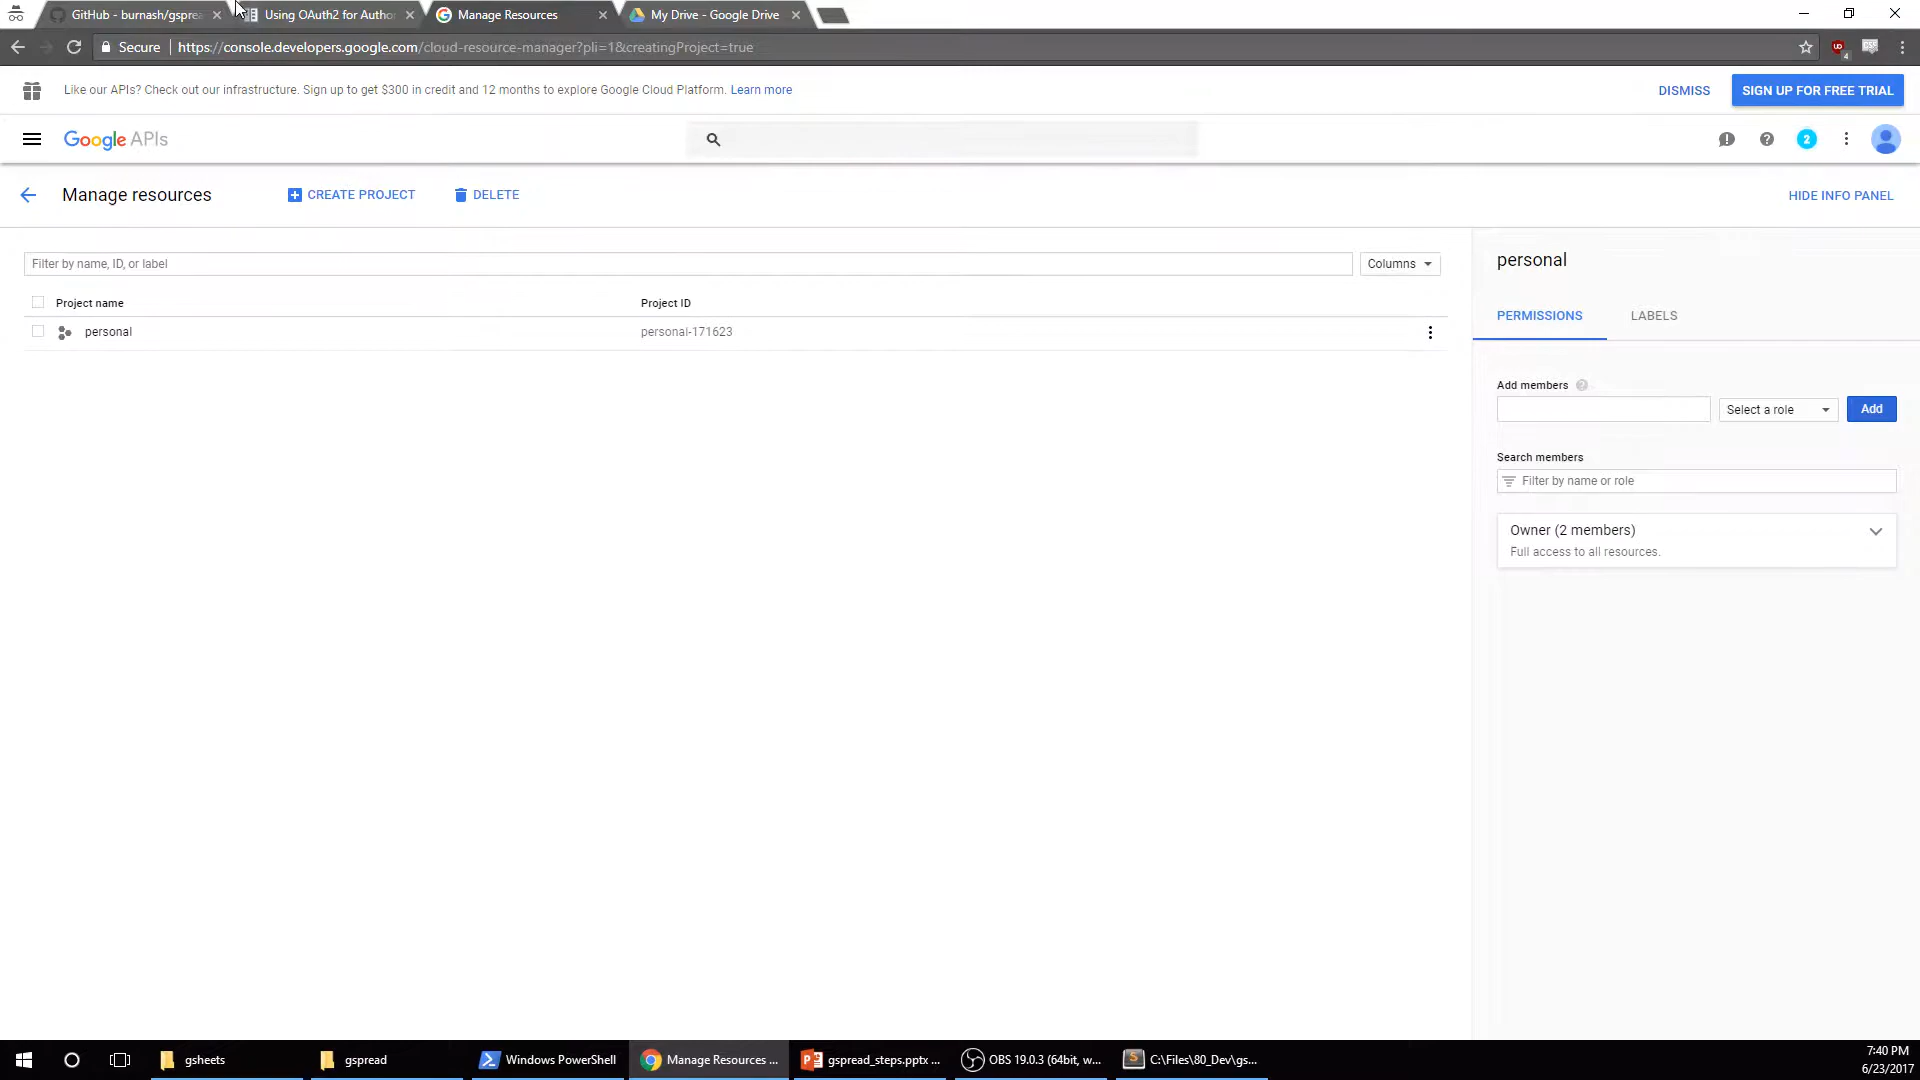 GitHub - burnash/gsprea
Using OAuth2 for Autho
Manage Resources
My Drive - Google Drive
Secure
https://console.developers.google.com/cloud-resource-manager?pli=1&creatingProject=true
Like our APIs? Check out our infrastructure. Sign up to get $300 in credit and 12 months to explore Google Cloud Platform. Learn more
DISMISS
SIGN UP FOR FREE TRIAL
Google APIs
2
Manage resources
CREATE PROJECT
DELETE
HIDE INFO PANEL
Filter by name, ID, or label
Columns
Project name
Project ID
personal
personal-171623
personal
PERMISSIONS
LABELS
Add members
Select a role
Add
Search members
Filter by name or role
Owner (2 members)
Full access to all resources.
gsheets
gspread
Windows PowerShell
Manage Resources ...
gspread_steps.pptx ...
OBS 19.0.3 (64bit, w...
C:\Files\80_Dev\gs...
7:40 PM
6/23/2017